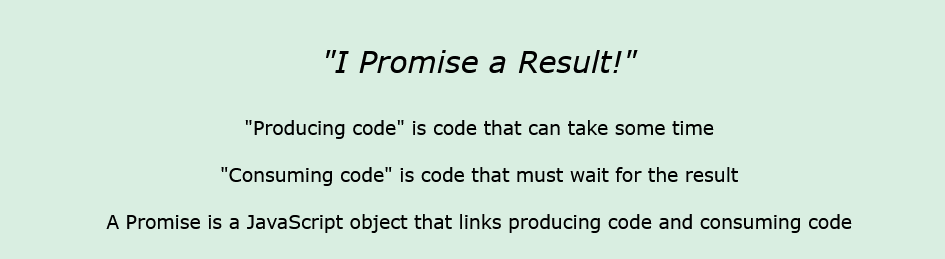 "I Promise a Result!"
"Producing code" is code that can take some time
"Consuming code" is code that must wait for the result
A Promise is a JavaScript object that links producing code and consuming code